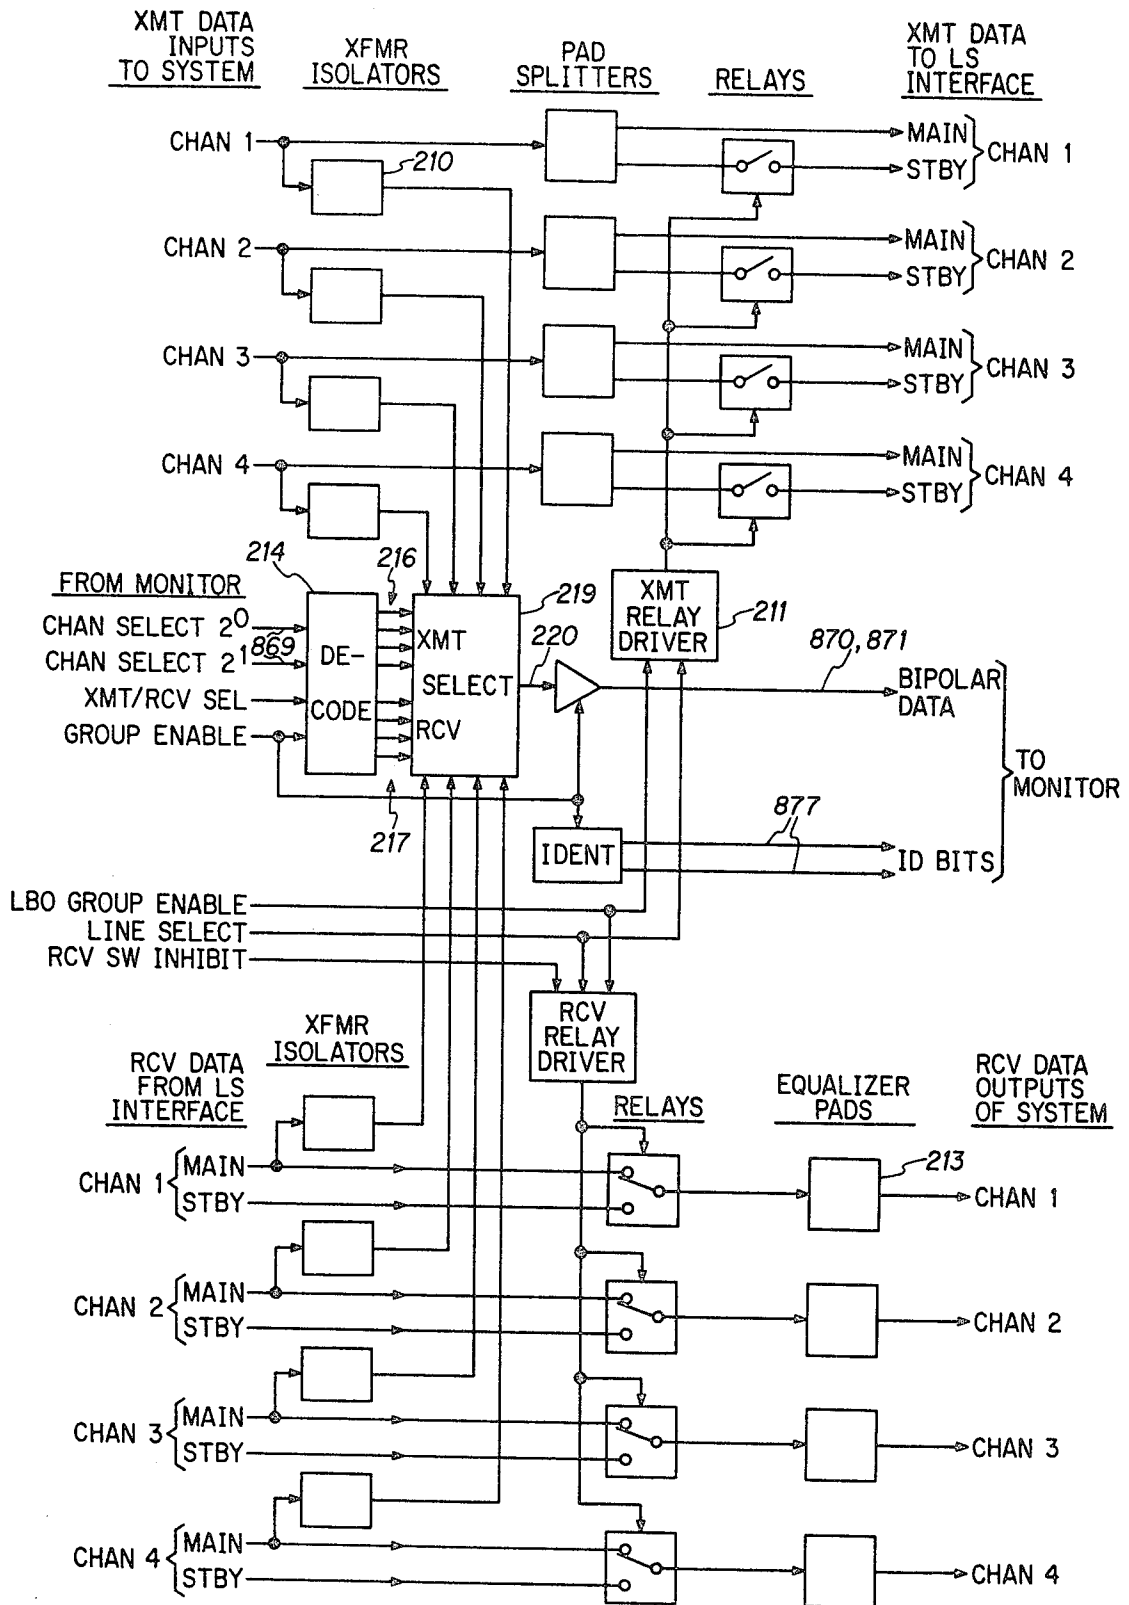 XMT DATA
INPUTS
TO SYSTEM
XFMR
ISOLATORS
PAD
SPLITTERS
RELAYS
XMT DATA
TO LS
INTERFACE
CHAN 1
210
MAIN
STBY
CHAN 1
CHAN 2
MAIN
STBY
CHAN 2
CHAN 3
MAIN
STBY
CHAN 3
CHAN 4
MAIN
STBY
CHAN 4
FROM MONITOR
214
216
219
220
XMT
RELAY
DRIVER
211
CHAN SELECT 2⁰
869
CHAN SELECT 2¹
XMT/RCV SEL
GROUP ENABLE
DE-
CODE
XMT
SELECT
RCV
870, 871
BIPOLAR
DATA
217
IDENT
877
ID BITS
TO
MONITOR
LBO GROUP ENABLE
LINE SELECT
RCV SW INHIBIT
RCV
RELAY
DRIVER
XFMR
ISOLATORS
RCV DATA
FROM LS
INTERFACE
RELAYS
EQUALIZER
PADS
RCV DATA
OUTPUTS
OF SYSTEM
CHAN 1
MAIN
STBY
213
CHAN 1
CHAN 2
MAIN
STBY
CHAN 2
CHAN 3
MAIN
STBY
CHAN 3
CHAN 4
MAIN
STBY
CHAN 4